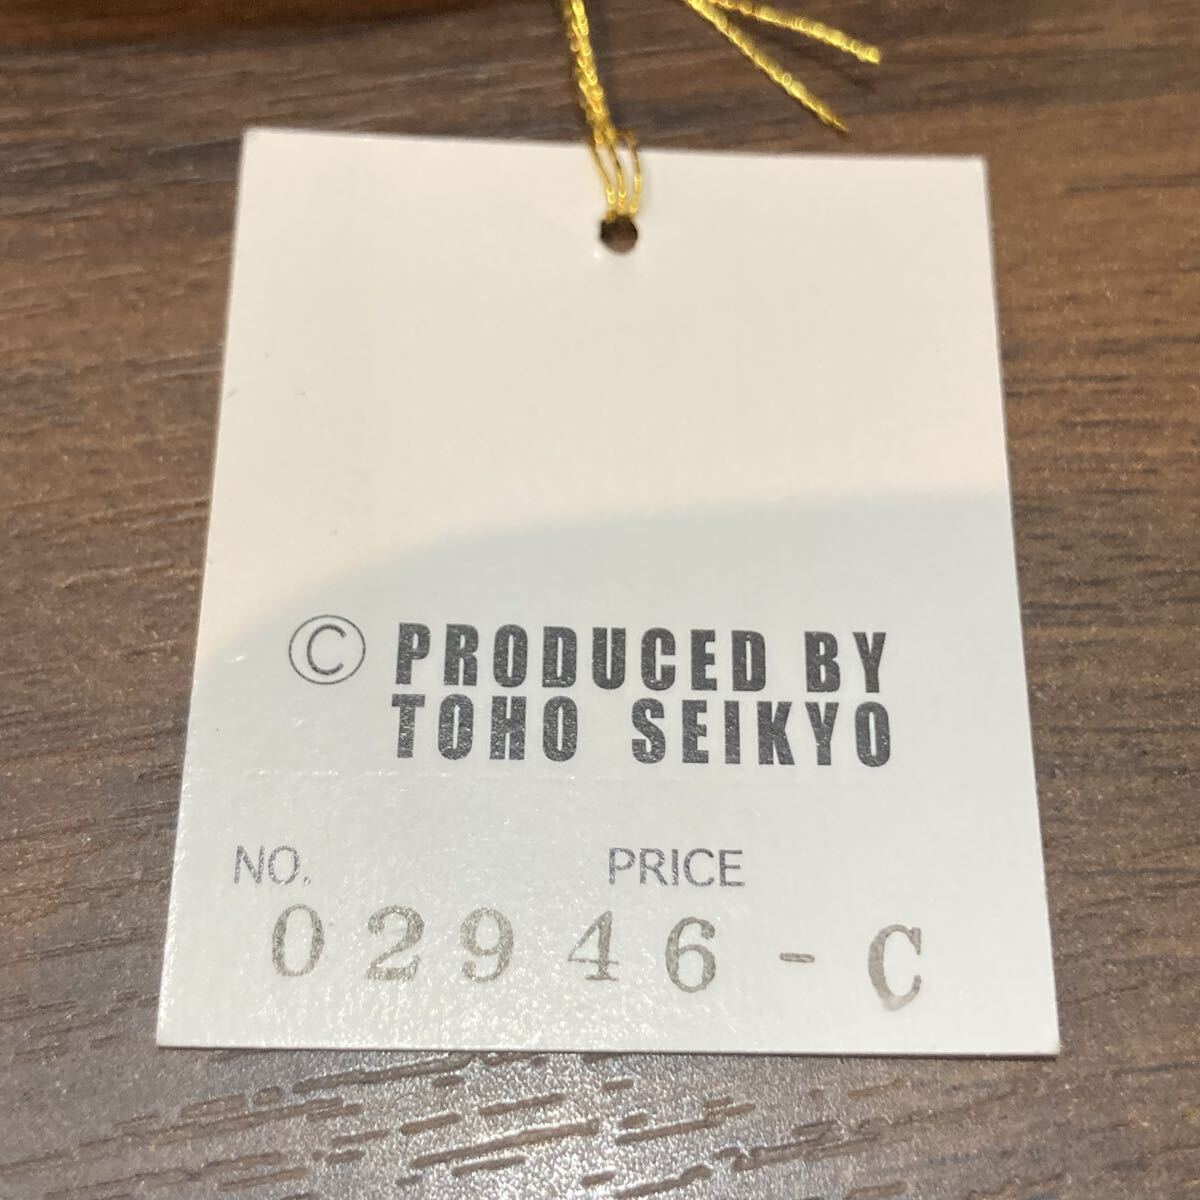 © PRODUCED BY
TOHO SEIKYO
NO. PRICE
02946-C